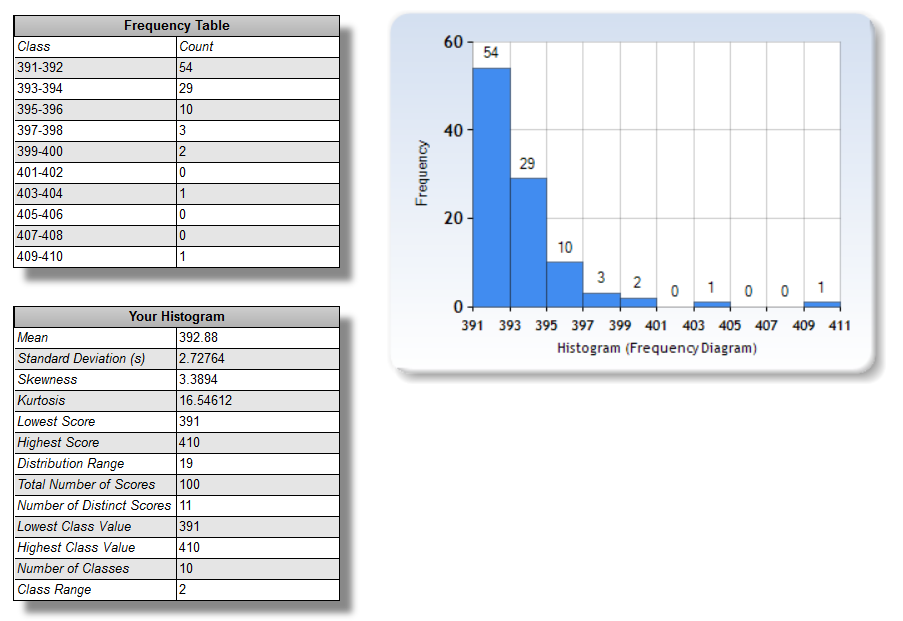 Frequency Table
Class Count
391-392 54
393-394 29
395-396 10
397-398 3
399-400 2
401-402 0
403-404 1
405-406 0
407-408 0
409-410 1
Your Histogram
Mean 392.88
Standard Deviation (s) 2.72764
Skewness 3.3894
Kurtosis 16.54612
Lowest Score 391
Highest Score 410
Distribution Range 19
Total Number of Scores 100
Number of Distinct Scores 11
Lowest Class Value 391
Highest Class Value 410
Number of Classes 10
Class Range 2
Frequency
60
40
20
0
54
29
10
3
2
0
1
0
0
1
391 393 395 397 399 401 403 405 407 409 411
Histogram (Frequency Diagram)